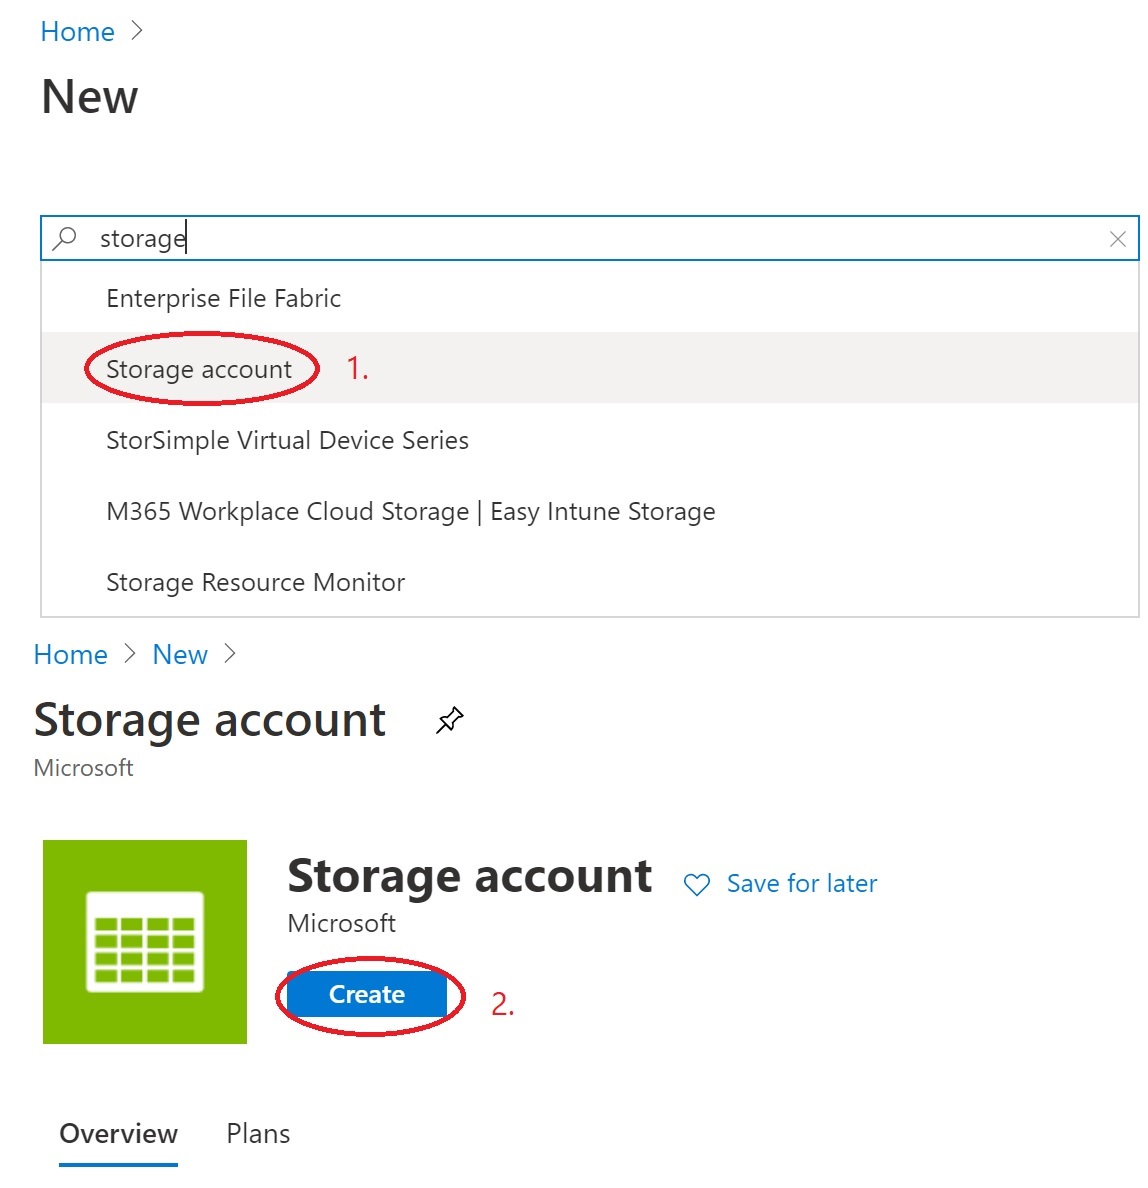 Home >
New
storage
Enterprise File Fabric
Storage account 1.
StorSimple Virtual Device Series
M365 Workplace Cloud Storage | Easy Intune Storage
Storage Resource Monitor
Home > New >
Storage account
Microsoft
Storage account Save for later
Microsoft
Create 2.
Overview Plans